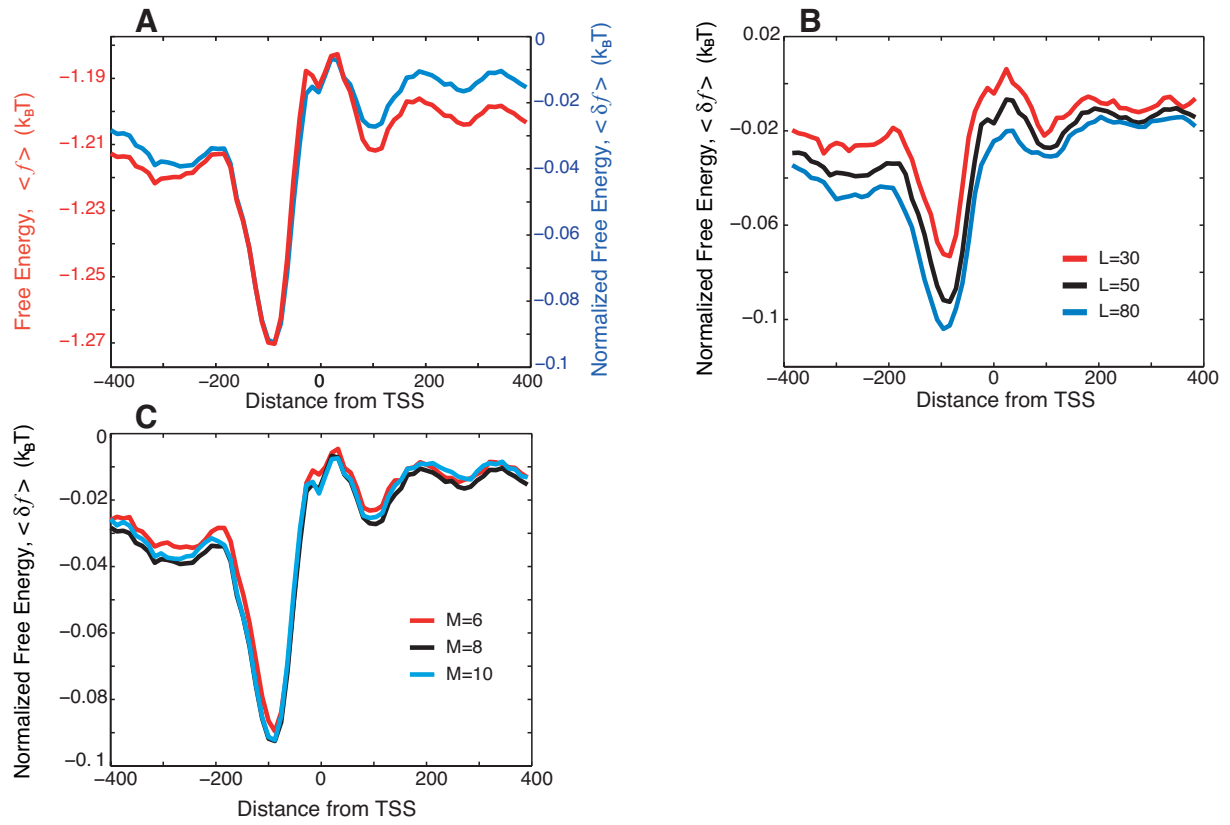 A
−1.19
−1.21
−1.23
−1.25
−1.27
Free Energy, < f > (kBT)
0
−0.02
−0.04
−0.06
−0.08
−0.1
Normalized Free Energy, < δf > (kBT)
−400 −200 0 200 400
Distance from TSS
B
0.02
−0.02
−0.06
−0.1
Normalized Free Energy, < δf > (kBT)
L=30
L=50
L=80
−400 −200 0 200 400
Distance from TSS
C
0
−0.02
−0.04
−0.06
−0.08
−0.1
Normalized Free Energy, < δf > (kBT)
M=6
M=8
M=10
−400 −200 0 200 400
Distance from TSS